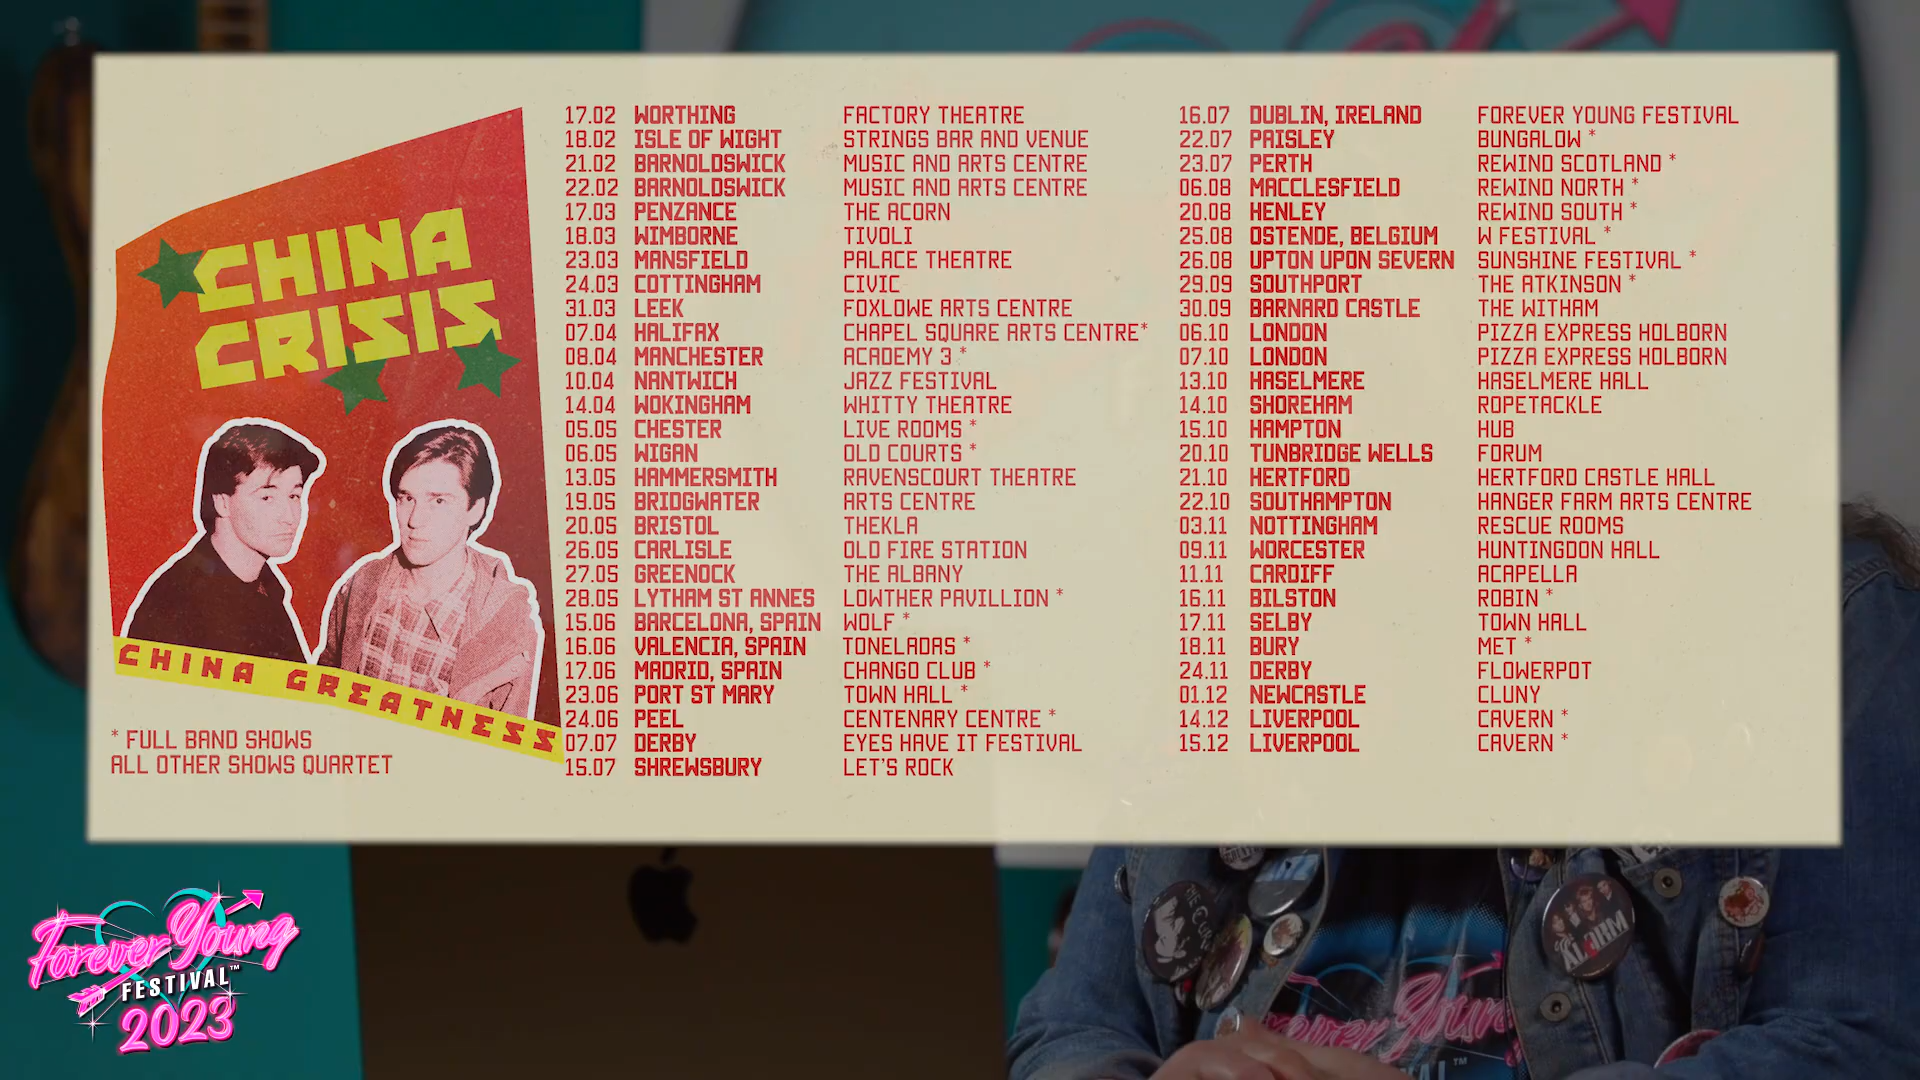 CHINA
CRISIS
CHINA GREATNESS
* FULL BAND SHOWS
ALL OTHER SHOWS QUARTET
17.02 WORTHING FACTORY THEATRE
18.02 ISLE OF WIGHT STRINGS BAR AND VENUE
21.02 BARNOLDSWICK MUSIC AND ARTS CENTRE
22.02 BARNOLDSWICK MUSIC AND ARTS CENTRE
17.03 PENZANCE THE ACORN
18.03 WIMBORNE TIVOLI
23.03 MANSFIELD PALACE THEATRE
24.03 COTTINGHAM CIVIC
31.03 LEEK FOXLOWE ARTS CENTRE
07.04 HALIFAX CHAPEL SQUARE ARTS CENTRE*
08.04 MANCHESTER ACADEMY 3 *
10.04 NANTWICH JAZZ FESTIVAL
14.04 WOKINGHAM WHITTY THEATRE
05.05 CHESTER LIVE ROOMS *
06.05 WIGAN OLD COURTS *
13.05 HAMMERSMITH RAVENSCOURT THEATRE
19.05 BRIDGWATER ARTS CENTRE
20.05 BRISTOL THEKLA
26.05 CARLISLE OLD FIRE STATION
27.05 GREENOCK THE ALBANY
28.05 LYTHAM ST ANNES LOWTHER PAVILLION *
15.06 BARCELONA, SPAIN WOLF *
16.06 VALENCIA, SPAIN TONELADAS *
17.06 MADRID, SPAIN CHANGO CLUB *
23.06 PORT ST MARY TOWN HALL *
24.06 PEEL CENTENARY CENTRE *
07.07 DERBY EYES HAVE IT FESTIVAL
15.07 SHREWSBURY LET'S ROCK
16.07 DUBLIN, IRELAND FOREVER YOUNG FESTIVAL
22.07 PAISLEY BUNGALOW *
23.07 PERTH REWIND SCOTLAND *
06.08 MACCLESFIELD REWIND NORTH *
20.08 HENLEY REWIND SOUTH *
25.08 OSTENDE, BELGIUM W FESTIVAL *
26.08 UPTON UPON SEVERN SUNSHINE FESTIVAL *
29.09 SOUTHPORT THE ATKINSON *
30.09 BARNARD CASTLE THE WITHAM
06.10 LONDON PIZZA EXPRESS HOLBORN
07.10 LONDON PIZZA EXPRESS HOLBORN
13.10 HASELMERE HASELMERE HALL
14.10 SHOREHAM ROPETACKLE
15.10 HAMPTON HUB
20.10 TUNBRIDGE WELLS FORUM
21.10 HERTFORD HERTFORD CASTLE HALL
22.10 SOUTHAMPTON HANGER FARM ARTS CENTRE
03.11 NOTTINGHAM RESCUE ROOMS
09.11 WORCESTER HUNTINGDON HALL
11.11 CARDIFF ACAPELLA
16.11 BILSTON ROBIN *
17.11 SELBY TOWN HALL
18.11 BURY MET *
24.11 DERBY FLOWERPOT
01.12 NEWCASTLE CLUNY
14.12 LIVERPOOL CAVERN *
15.12 LIVERPOOL CAVERN *
Forever Young
FESTIVAL™
2023
THE
ALARM
Forever Youn
™